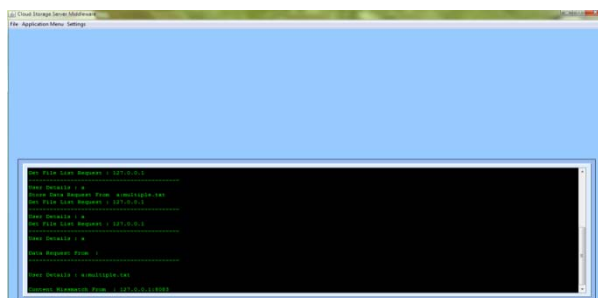 Cloud Storage Server Middleware
File Application Menu Settings
Get File List Request : 127.0.0.1
----------------------------------------
User Details : a
Store Data Request From a:multiple.txt
Get File List Request : 127.0.0.1
----------------------------------------
User Details : a
Get File List Request : 127.0.0.1
----------------------------------------
User Details : a
Data Request From :
----------------------------------------
User Details : a.multiple.txt
Content Missmatch From : 127.0.0.1:8003